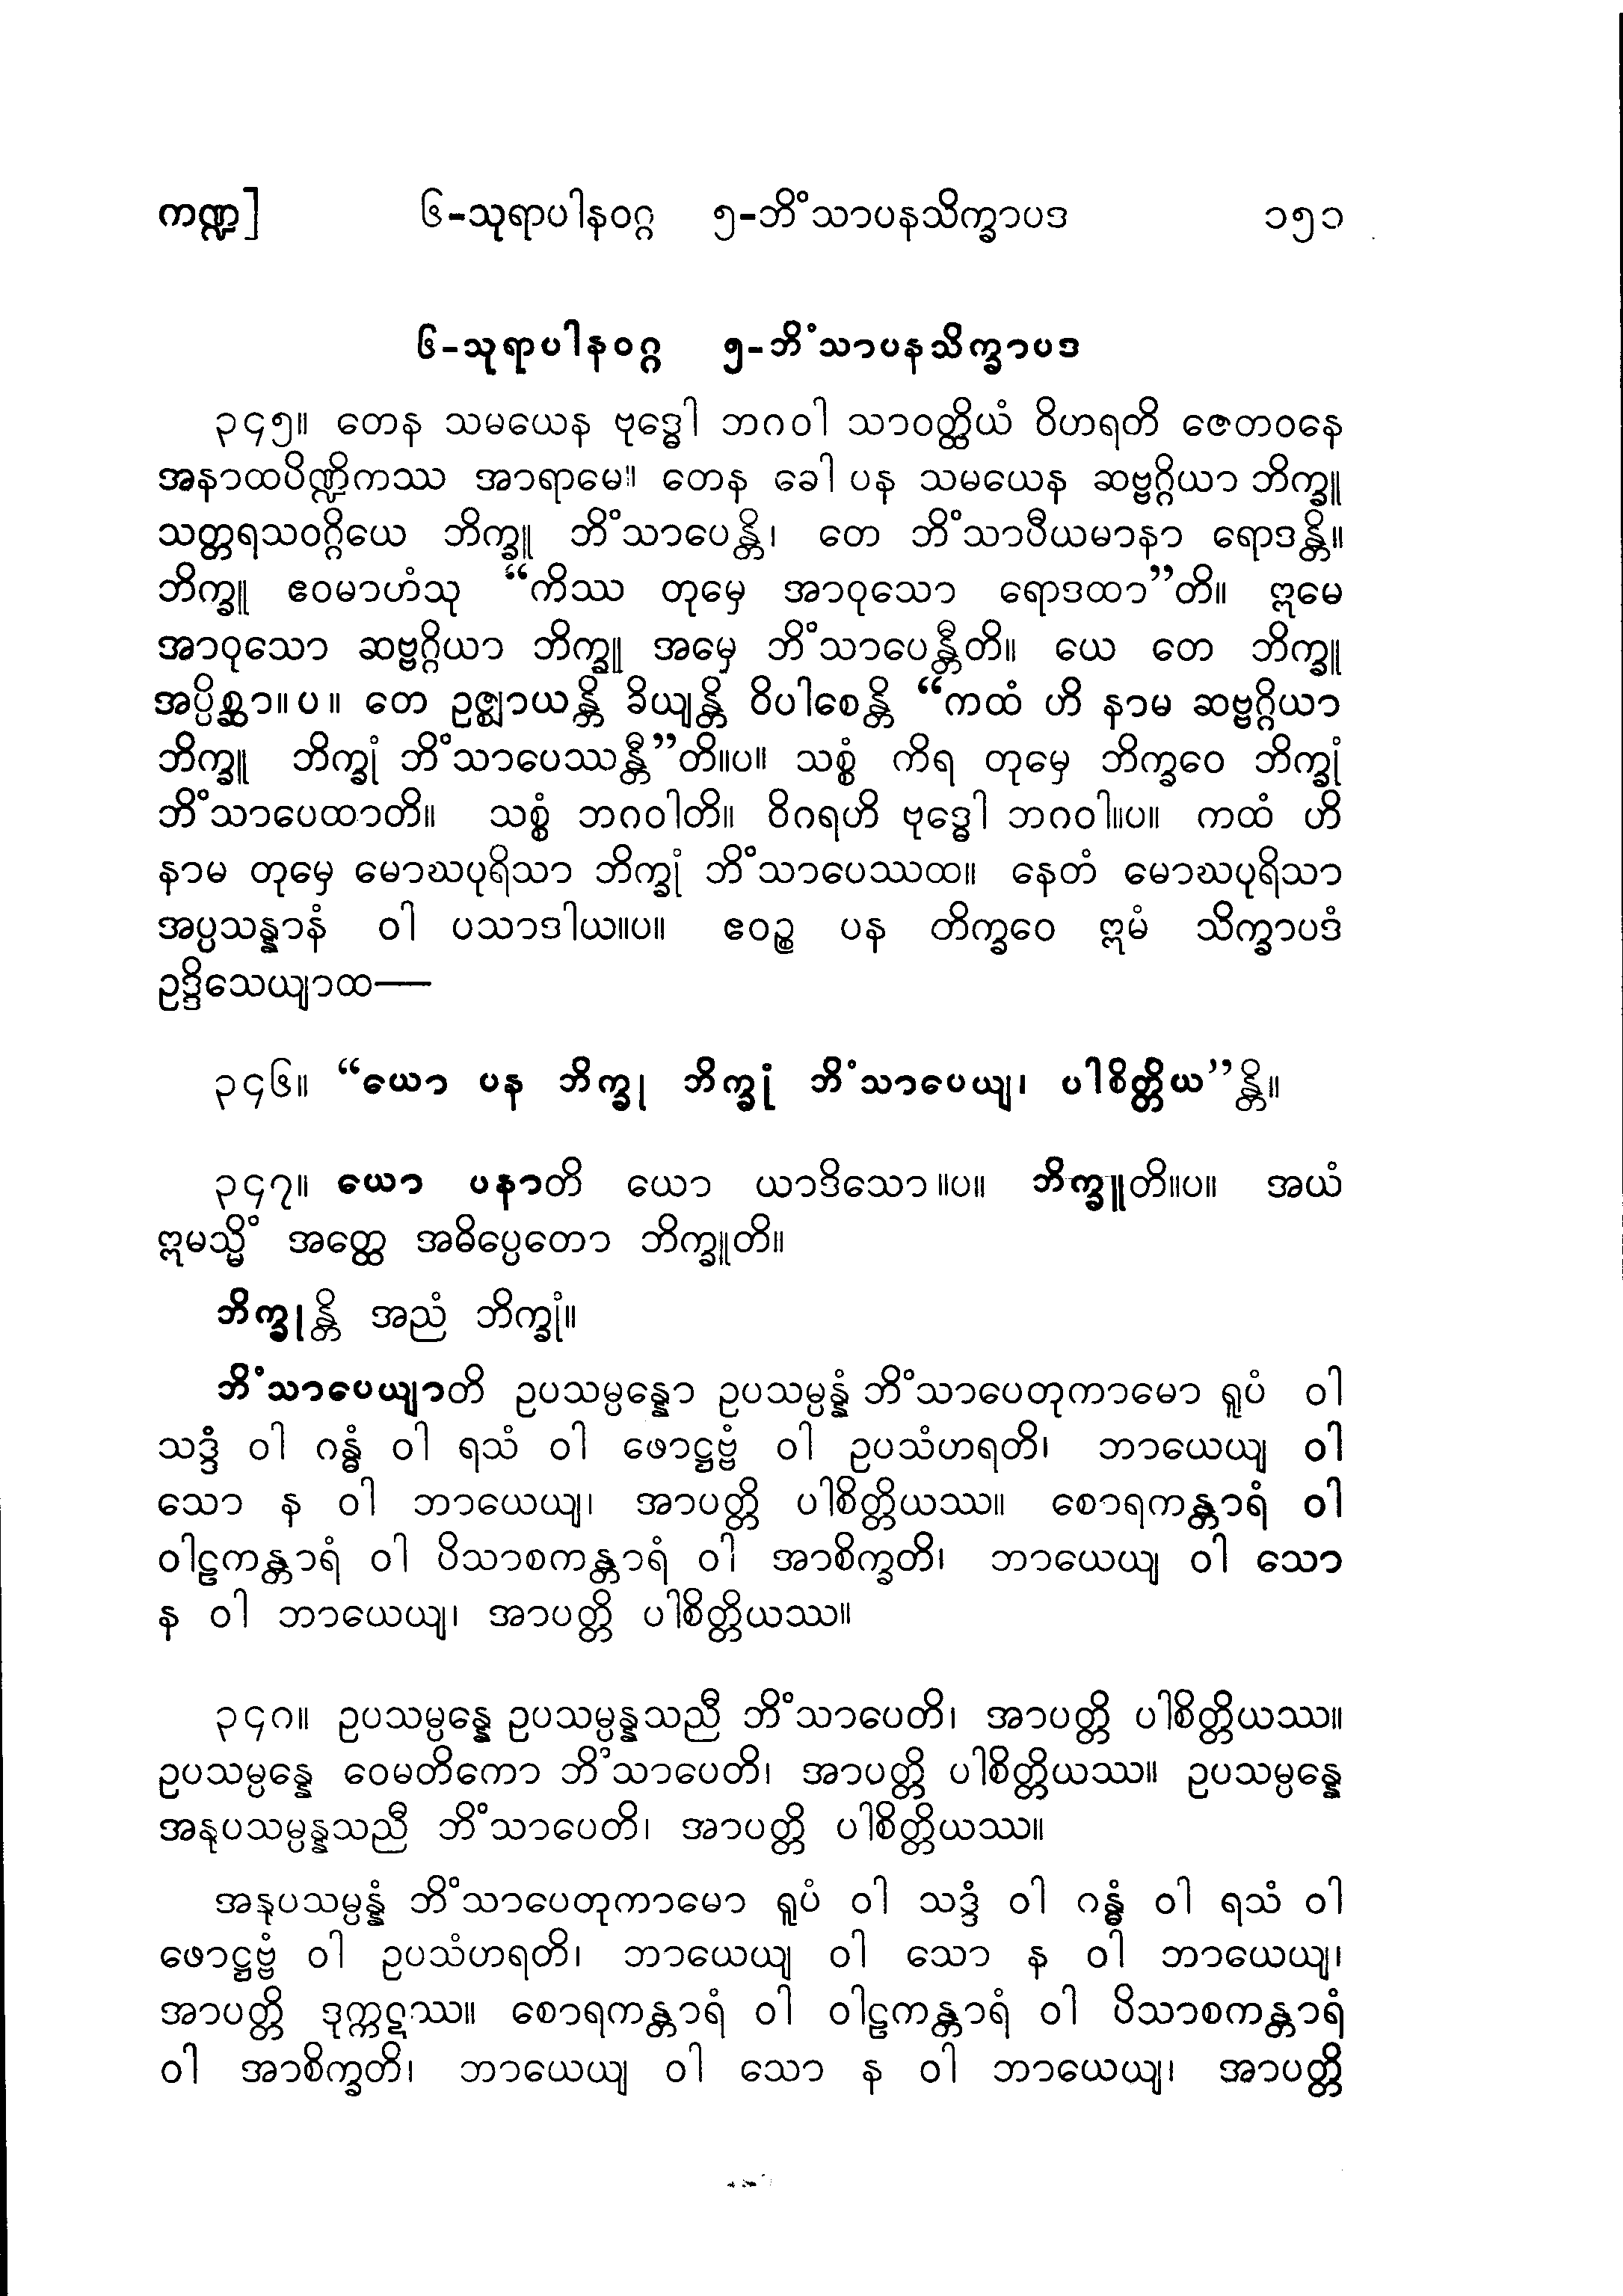 ကဏ္ဍ] ၆-သုရာပါနဝဂ္ဂ ၅-ဘိံသာပနသိက္ခာပဒ ၁၅၁
၆-သုရာပါနဝဂ္ဂ ၅-ဘိံသာပနသိက္ခာပဒ
၃၄၅။ တေန သမယေန ဗုဒ္ဓေါ ဘဂဝါ သာဝတ္ထိယံ ဝိဟရတိ ဇေတဝနေ
အနာထပိဏ္ဍိကဿ အာရာမေ။ တေန ခေါ ပန သမယေန ဆဗ္ဗဂ္ဂိယာ ဘိက္ခူ
သတ္တရသဝဂ္ဂိယေ ဘိက္ခူ ဘိံသာပေန္တိ၊ တေ ဘိံသာပီယမာနာ ရောဒန္တိ။
ဘိက္ခူ ဧဝမာဟံသု “ကိဿ တုမှေ အာဝုသော ရောဒထာ”တိ။ ဣမေ
အာဝုသော ဆဗ္ဗဂ္ဂိယာ ဘိက္ခူ အမှေ ဘိံသာပေန္တီတိ။ ယေ တေ ဘိက္ခူ
အပ္ပိစ္ဆာ။ပ။ တေ ဥဇ္ဈာယန္တိ ခိယျန္တိ ဝိပါစေန္တိ “ကထံ ဟိ နာမ ဆဗ္ဗဂ္ဂိယာ
ဘိက္ခူ ဘိက္ခုံ ဘိံသာပေဿန္တီ”တိ။ပ။ သစ္စံ ကိရ တုမှေ ဘိက္ခဝေ ဘိက္ခုံ
ဘိံသာပေထာတိ။ သစ္စံ ဘဂဝါတိ။ ဝိဂရဟိ ဗုဒ္ဓေါ ဘဂဝါ။ပ။ ကထံ ဟိ
နာမ တုမှေ မောဃပုရိသာ ဘိက္ခုံ ဘိံသာပေဿထ။ နေတံ မောဃပုရိသာ
အပ္ပသန္နာနံ ဝါ ပသာဒါယ။ပ။ ဧဝဉ္စ ပန တိက္ခဝေ ဣမံ သိက္ခာပဒံ
ဥဒ္ဒိသေယျာထ—
၃၄၆။ “ယော ပန ဘိက္ခု ဘိက္ခုံ ဘိံသာပေယျ၊ ပါစိတ္တိယ”န္တိ။
၃၄၇။ ယော ပနာတိ ယော ယာဒိသော။ပ။ ဘိက္ခူတိ။ပ။ အယံ
ဣမသ္မိံ အတ္ထေ အဓိပ္ပေတော ဘိက္ခူတိ။
ဘိက္ခုန္တိ အညံ ဘိက္ခုံ။
ဘိံသာပေယျာတိ ဥပသမ္ပန္နော ဥပသမ္ပန္နံ ဘိံသာပေတုကာမော ရူပံ ဝါ
သဒ္ဒံ ဝါ ဂန္ဓံ ဝါ ရသံ ဝါ ဖောဋ္ဌဗ္ဗံ ဝါ ဥပသံဟရတိ၊ ဘာယေယျ ဝါ
သော န ဝါ ဘာယေယျ၊ အာပတ္တိ ပါစိတ္တိယဿ။ စောရကန္တာရံ ဝါ
ဝါဠကန္တာရံ ဝါ ပိသာစကန္တာရံ ဝါ အာစိက္ခတိ၊ ဘာယေယျ ဝါ သော
န ဝါ ဘာယေယျ၊ အာပတ္တိ ပါစိတ္တိယဿ။
၃၄၈။ ဥပသမ္ပန္နေ ဥပသမ္ပန္နသညီ ဘိံသာပေတိ၊ အာပတ္တိ ပါစိတ္တိယဿ။
ဥပသမ္ပန္နေ ဝေမတိကော ဘိံသာပေတိ၊ အာပတ္တိ ပါစိတ္တိယဿ။ ဥပသမ္ပန္နေ
အနုပသမ္ပန္နသညီ ဘိံသာပေတိ၊ အာပတ္တိ ပါစိတ္တိယဿ။
အနုပသမ္ပန္နံ ဘိံသာပေတုကာမော ရူပံ ဝါ သဒ္ဒံ ဝါ ဂန္ဓံ ဝါ ရသံ ဝါ
ဖောဋ္ဌဗ္ဗံ ဝါ ဥပသံဟရတိ၊ ဘာယေယျ ဝါ သော န ဝါ ဘာယေယျ၊
အာပတ္တိ ဒုက္ကဋဿ။ စောရကန္တာရံ ဝါ ဝါဠကန္တာရံ ဝါ ပိသာစကန္တာရံ
ဝါ အာစိက္ခတိ၊ ဘာယေယျ ဝါ သော န ဝါ ဘာယေယျ၊ အာပတ္တိ